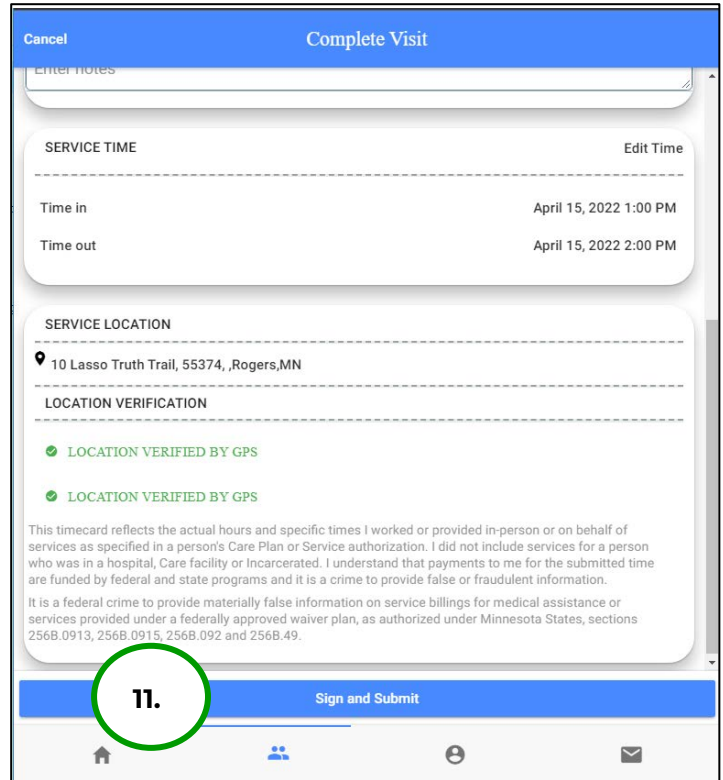 Cancel Complete Visit
Enter notes
SERVICE TIME Edit Time
Time in April 15, 2022 1:00 PM
Time out April 15, 2022 2:00 PM
SERVICE LOCATION
10 Lasso Truth Trail, 55374, ,Rogers,MN
LOCATION VERIFICATION
LOCATION VERIFIED BY GPS
LOCATION VERIFIED BY GPS
This timecard reflects the actual hours and specific times I worked or provided in-person or on behalf of
services as specified in a person's Care Plan or Service authorization. I did not include services for a person
who was in a hospital, Care facility or Incarcerated. I understand that payments to me for the submitted time
are funded by federal and state programs and it is a crime to provide false or fraudulent information.
It is a federal crime to provide materially false information on service billings for medical assistance or
services provided under a federally approved waiver plan, as authorized under Minnesota States, sections
256B.0913, 256B.0915, 256B.092 and 256B.49.
11. Sign and Submit